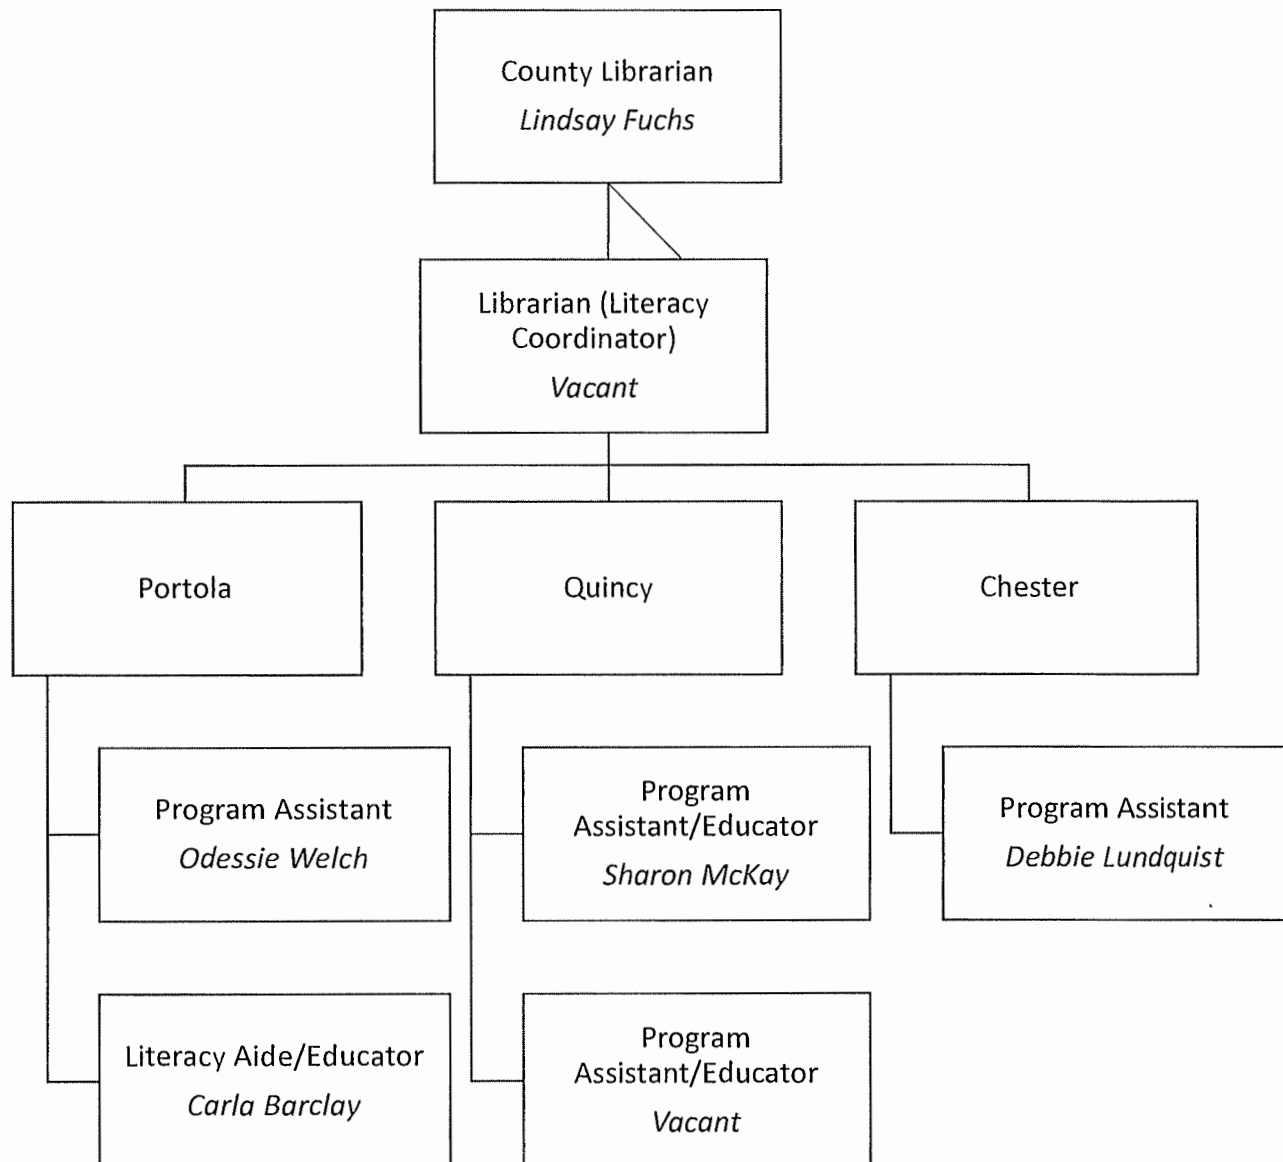 County Librarian
Lindsay Fuchs
Librarian (Literacy
Coordinator)
Vacant
Portola
Quincy
Chester
Program Assistant
Odessie Welch
Program
Assistant/Educator
Sharon McKay
Program Assistant
Debbie Lundquist
Literacy Aide/Educator
Carla Barclay
Program
Assistant/Educator
Vacant